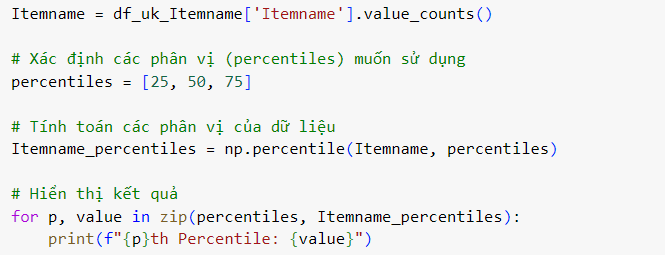 Itemname = df_uk_Itemname['Itemname'].value_counts()
# Xác định các phân vị (percentiles) muốn sử dụng
percentiles = [25, 50, 75]
# Tính toán các phân vị của dữ liệu
Itemname_percentiles = np.percentile(Itemname, percentiles)
# Hiển thị kết quả
for p, value in zip(percentiles, Itemname_percentiles):
    print(f"{p}th Percentile: {value}")